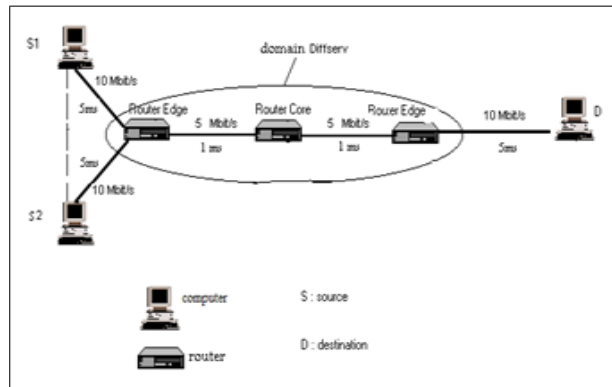 domain Diffserv
S1
10 Mbit/s
5ms
Router Edge
5 Mbit/s
1 ms
Router Core
5 Mbit/s
1 ms
Rouer Edge
10 Mbit/s
5ms
D
5ms
10 Mbit/s
S2
computer
S : source
router
D : destination